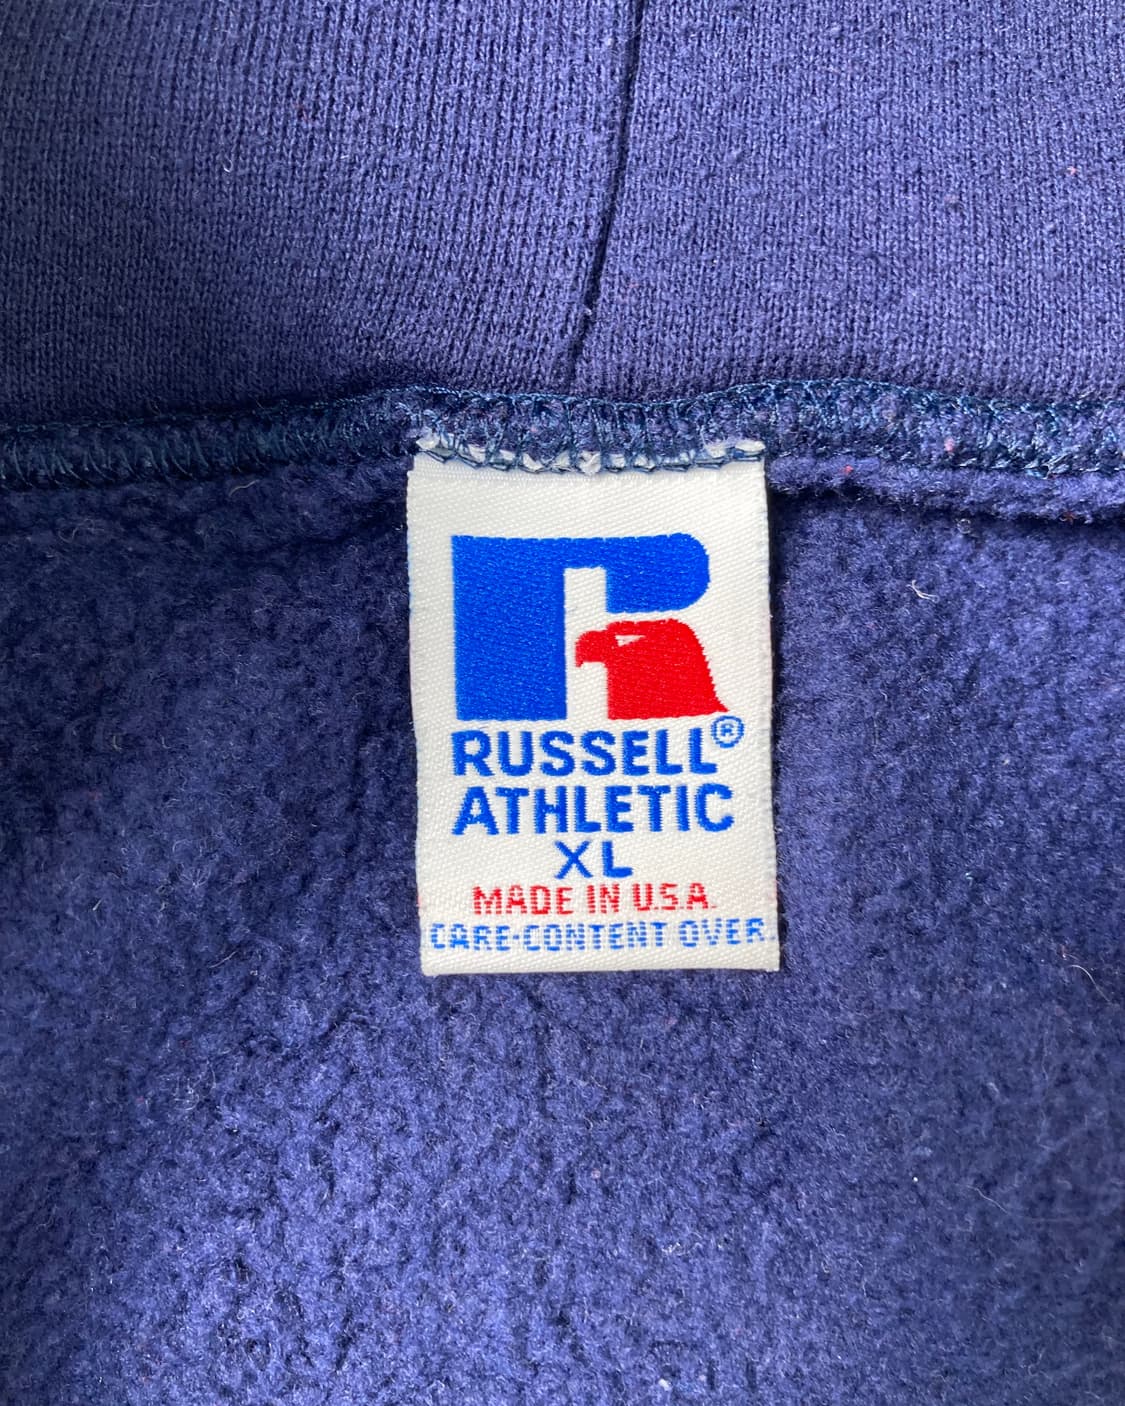 RUSSELL®
ATHLETIC
XL
MADE IN U.S.A.
CARE-CONTENT OVER.